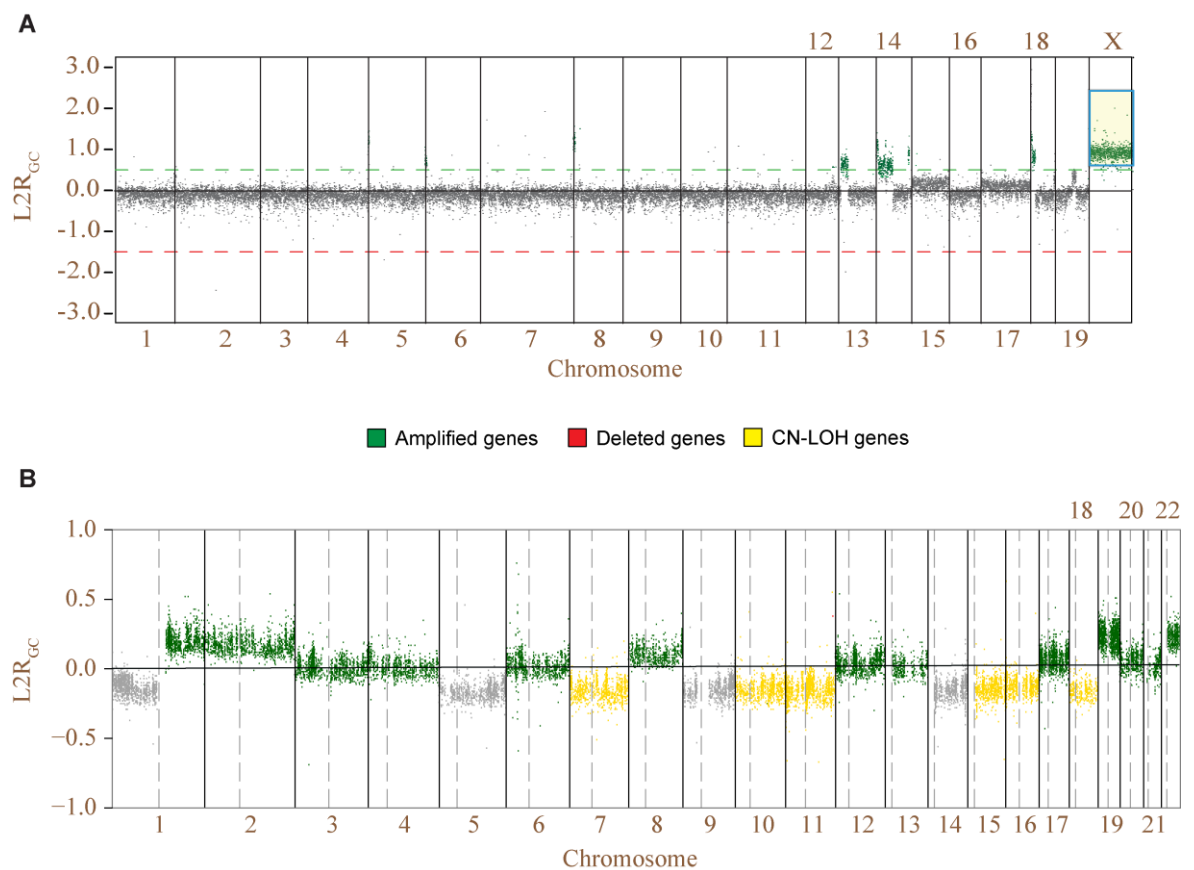 A
12 14 16 18 X
3.0
2.0
1.0
0.0
-1.0
-2.0
-3.0
L2RGC
1 2 3 4 5 6 7 8 9 10 11 13 15 17 19
Chromosome
Amplified genes Deleted genes CN-LOH genes
B
18 20 22
1.0
0.5
0.0
-0.5
−1.0
L2RGC
1 2 3 4 5 6 7 8 9 10 11 12 13 14 15 16 17 19 21
Chromosome